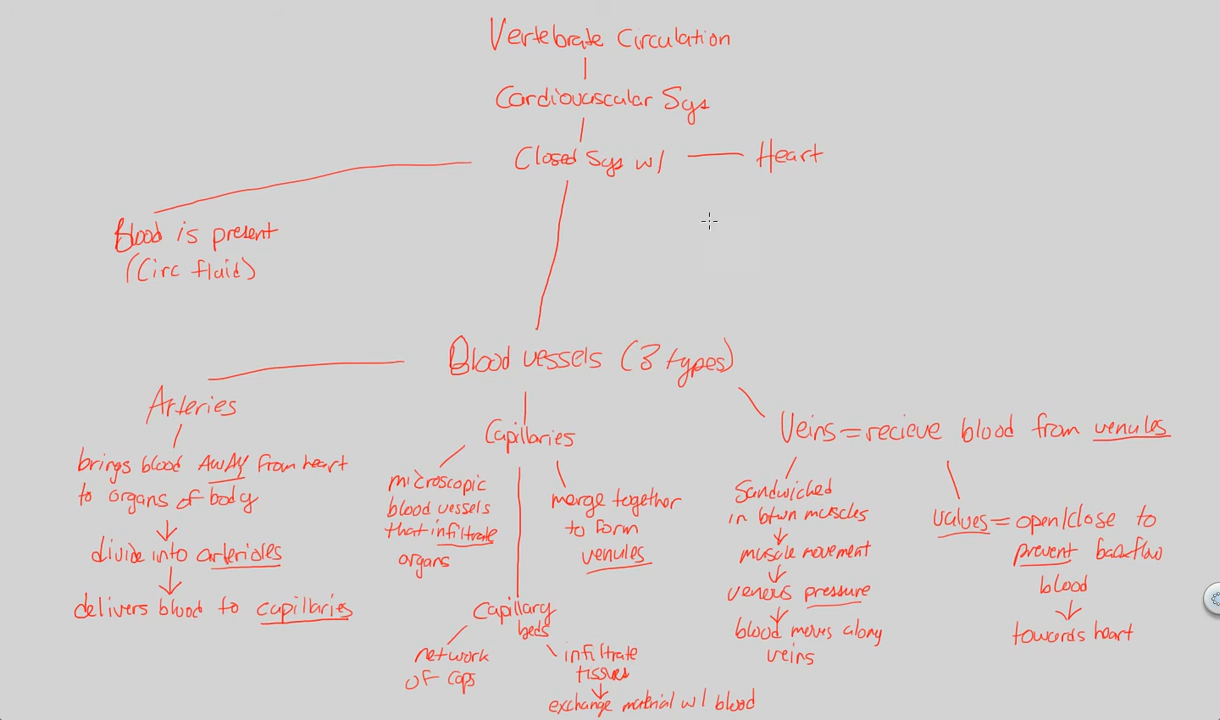 Vertebrate Circulation
Cardiovascular Sys
Closed Sys w/
Heart
Blood is present
(Circ fluid)
Blood vessels (3 types)
Arteries
brings blood AWAY from heart
to organs of body
divide into arterioles
delivers blood to capillaries
Capillaries
microscopic
blood vessels
that infiltrate
organs
merge together
to form
venules
Capillary
beds
network
of caps
infiltrate
tissues
exchange material w/ blood
Veins = recieve blood from venules
Sandwiched
in btwn muscles
muscle movement
venous pressure
blood moves along
veins
valves = open/close to
prevent backflow
blood
towards heart